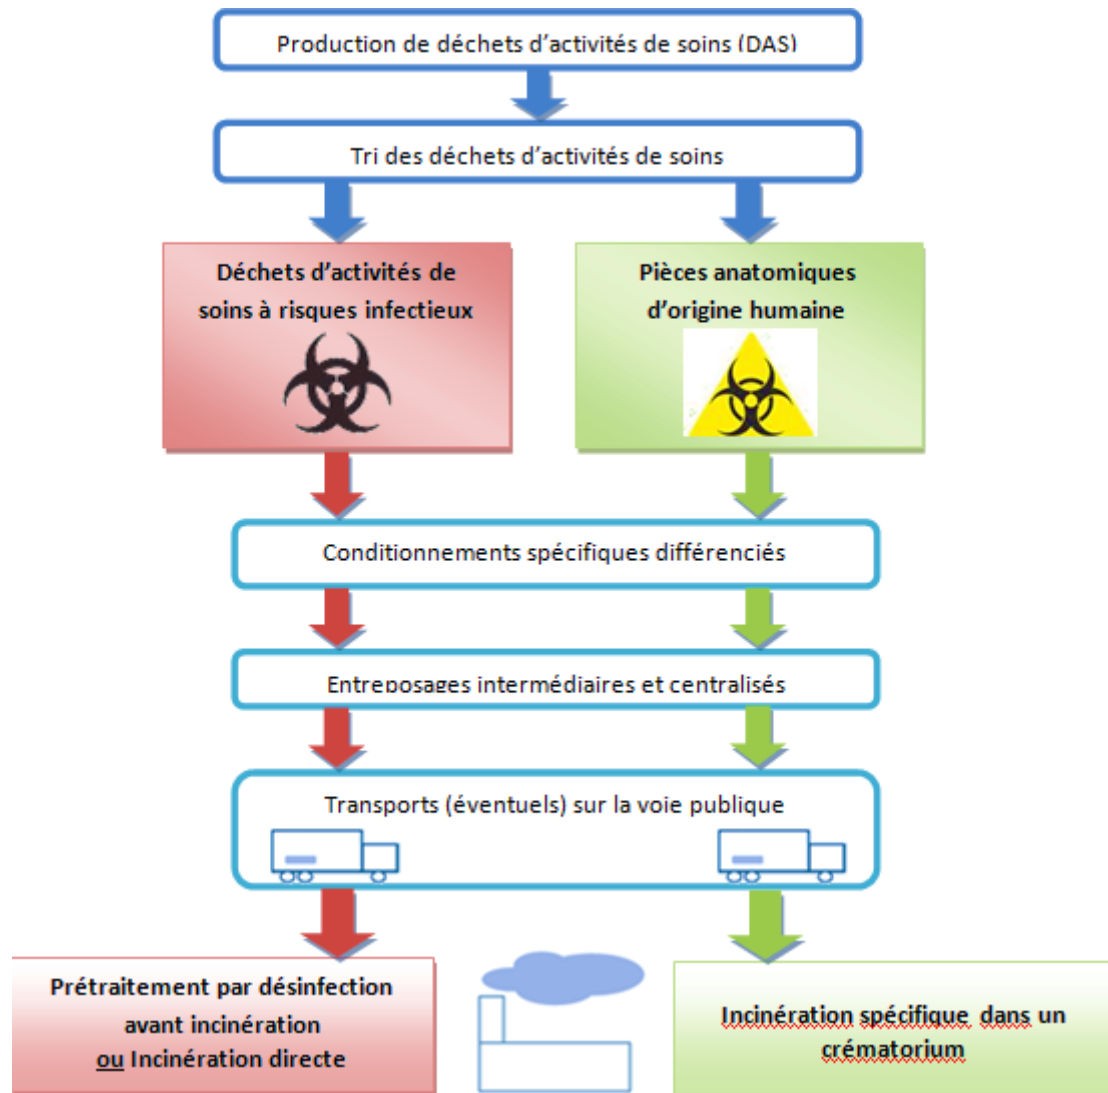 Production de déchets d'activités de soins (DAS)
Tri des déchets d'activités de soins
Déchets d'activités de
soins à risques infectieux
Pièces anatomiques
d'origine humaine
Conditionnements spécifiques différenciés
Entreposages intermédiaires et centralisés
Transports (éventuels) sur la voie publique
Prétraitement par désinfection
avant incinération
ou Incinération directe
Incinération spécifique dans un
crématorium